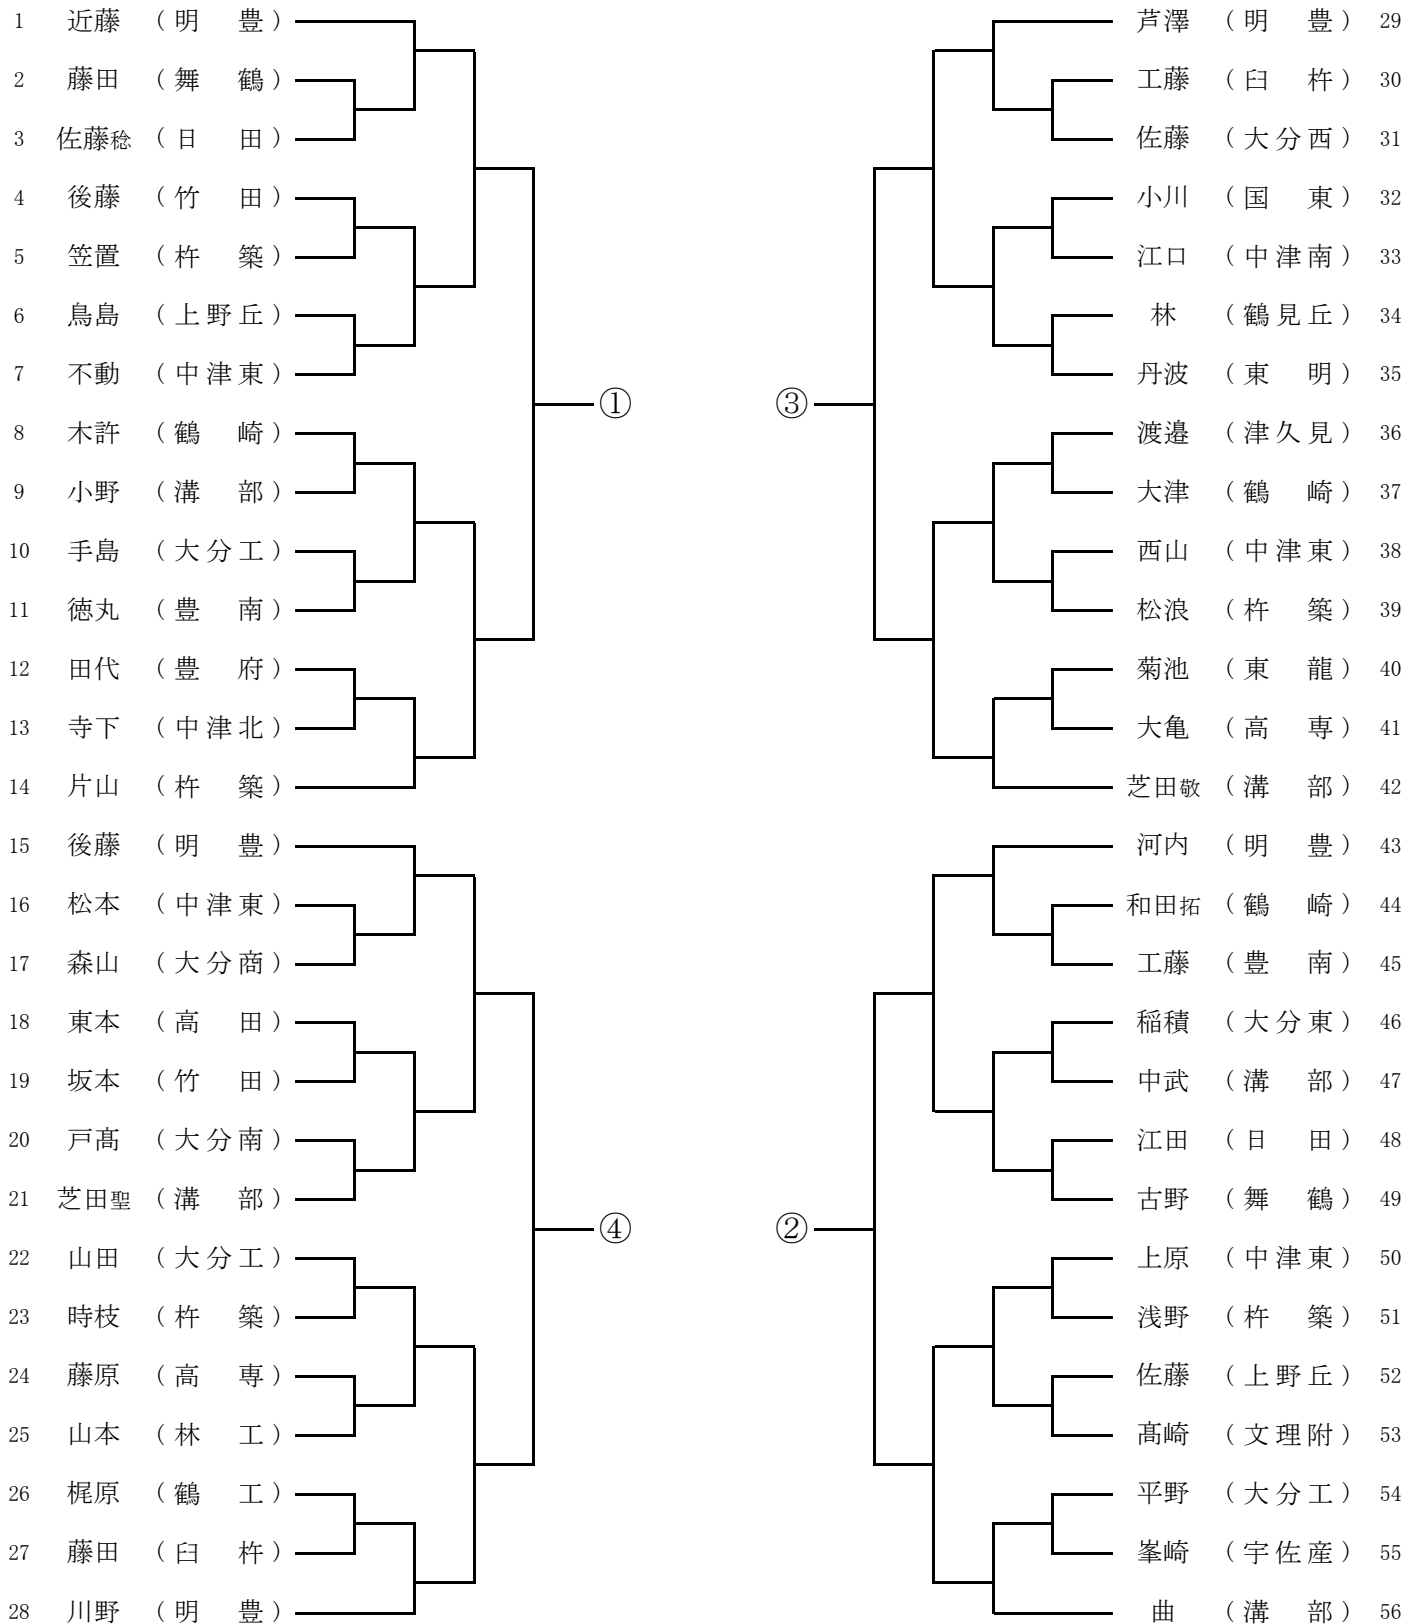 1 近藤 （明　豊）
2 藤田 （舞　鶴）
3 佐藤稔 （日　田）
4 後藤 （竹　田）
5 笠置 （杵　築）
6 鳥島 （上野丘）
7 不動 （中津東）
8 木許 （鶴　崎）
9 小野 （溝　部）
10 手島 （大分工）
11 徳丸 （豊　南）
12 田代 （豊　府）
13 寺下 （中津北）
14 片山 （杵　築）
①
15 後藤 （明　豊）
16 松本 （中津東）
17 森山 （大分商）
18 東本 （高　田）
19 坂本 （竹　田）
20 戸髙 （大分南）
21 芝田聖 （溝　部）
22 山田 （大分工）
23 時枝 （杵　築）
24 藤原 （高　専）
25 山本 （林　工）
26 梶原 （鶴　工）
27 藤田 （臼　杵）
28 川野 （明　豊）
④
芦澤 （明　豊） 29
工藤 （臼　杵） 30
佐藤 （大分西） 31
小川 （国　東） 32
江口 （中津南） 33
林 （鶴見丘） 34
丹波 （東　明） 35
渡邉 （津久見） 36
大津 （鶴　崎） 37
西山 （中津東） 38
松浪 （杵　築） 39
菊池 （東　龍） 40
大亀 （高　専） 41
芝田敬 （溝　部） 42
③
河内 （明　豊） 43
和田拓 （鶴　崎） 44
工藤 （豊　南） 45
稲積 （大分東） 46
中武 （溝　部） 47
江田 （日　田） 48
古野 （舞　鶴） 49
上原 （中津東） 50
浅野 （杵　築） 51
佐藤 （上野丘） 52
髙崎 （文理附） 53
平野 （大分工） 54
峯崎 （宇佐産） 55
曲 （溝　部） 56
②